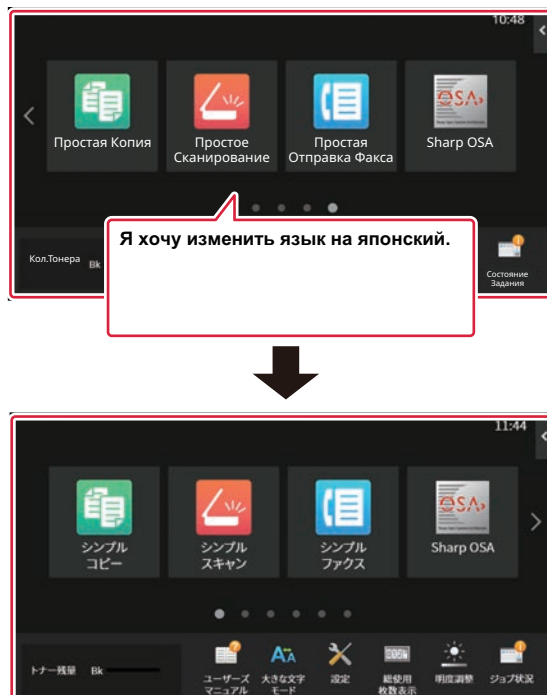 10:48
Простая Копия
Простое
Сканирование
Простая
Отправка Факса
Sharp OSA
Я хочу изменить язык на японский.
Кол.Тонера
Bk
Состояние
Задания
11:44
シンプル
コピー
シンプル
スキャン
シンプル
ファクス
Sharp OSA
トナー残量 Bk
ユーザーズ
マニュアル
大きな文字
モード
設定
総使用
枚数表示
明度調整
ジョブ状況